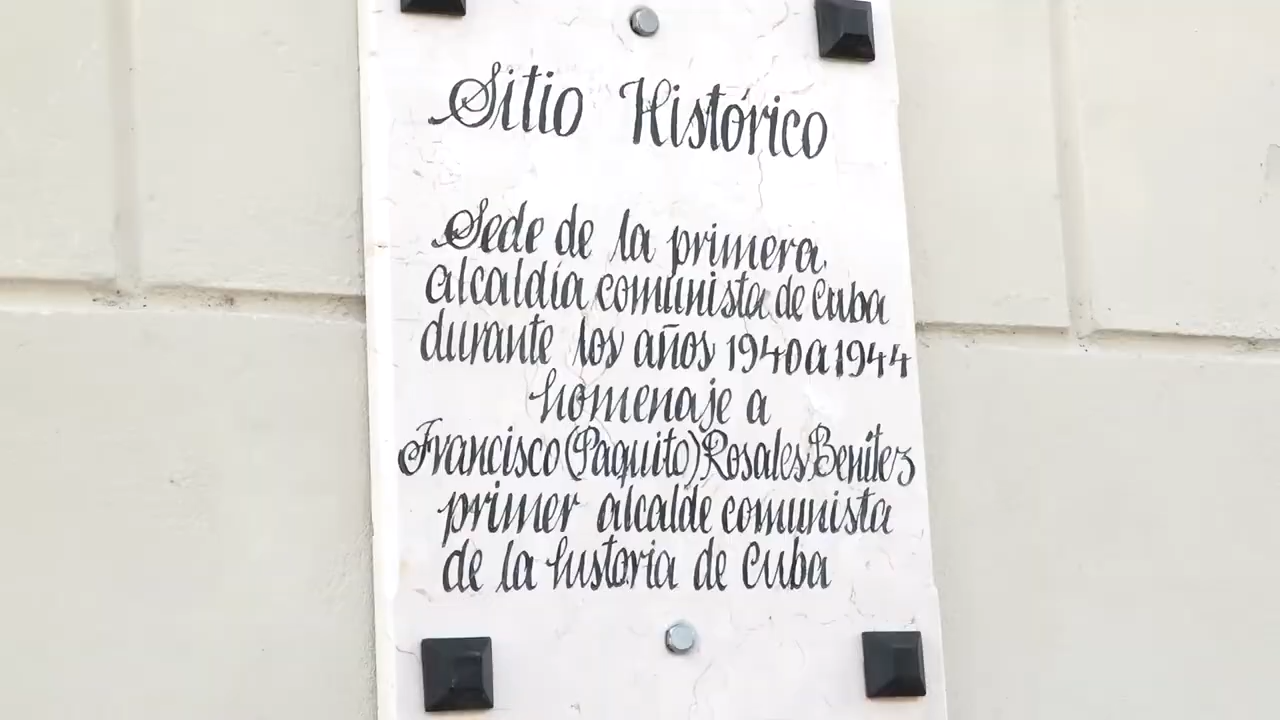 Sitio Histórico
Sede de la primera
alcaldía comunista de Cuba
durante los años 1940 a 1944
homenaje a
Francisco (Paquito) Rosales Benítez
primer alcalde comunista
de la historia de Cuba